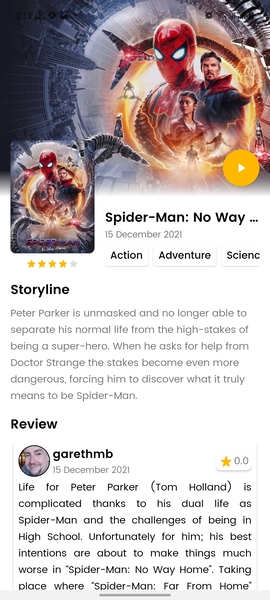 Spider-Man: No Way ...
15 December 2021
Action
Adventure
Scienc
Storyline
Peter Parker is unmasked and no longer able to
separate his normal life from the high-stakes of
being a super-hero. When he asks for help from
Doctor Strange the stakes become even more
dangerous, forcing him to discover what it truly
means to be Spider-Man.
Review
garethmb
15 December 2021
0.0
Life for Peter Parker (Tom Holland) is
complicated thanks to his dual life as
Spider-Man and the challenges of being in
High School. Unfortunately for him; his best
intentions are about to make things much
worse in "Spider-Man: No Way Home". Taking
place where "Spider-Man: Far From Home"